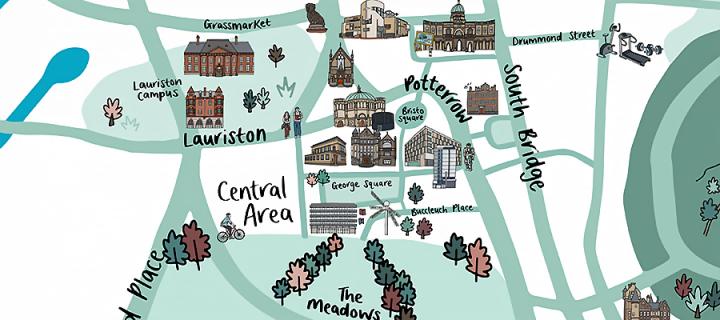 Grassmarket
Drummond Street
Lauriston
Campus
Potterrow
South Bridge
Bristo
Square
Lauriston
George Square
Central
Area
Buccleuch Place
Place
The
Meadows